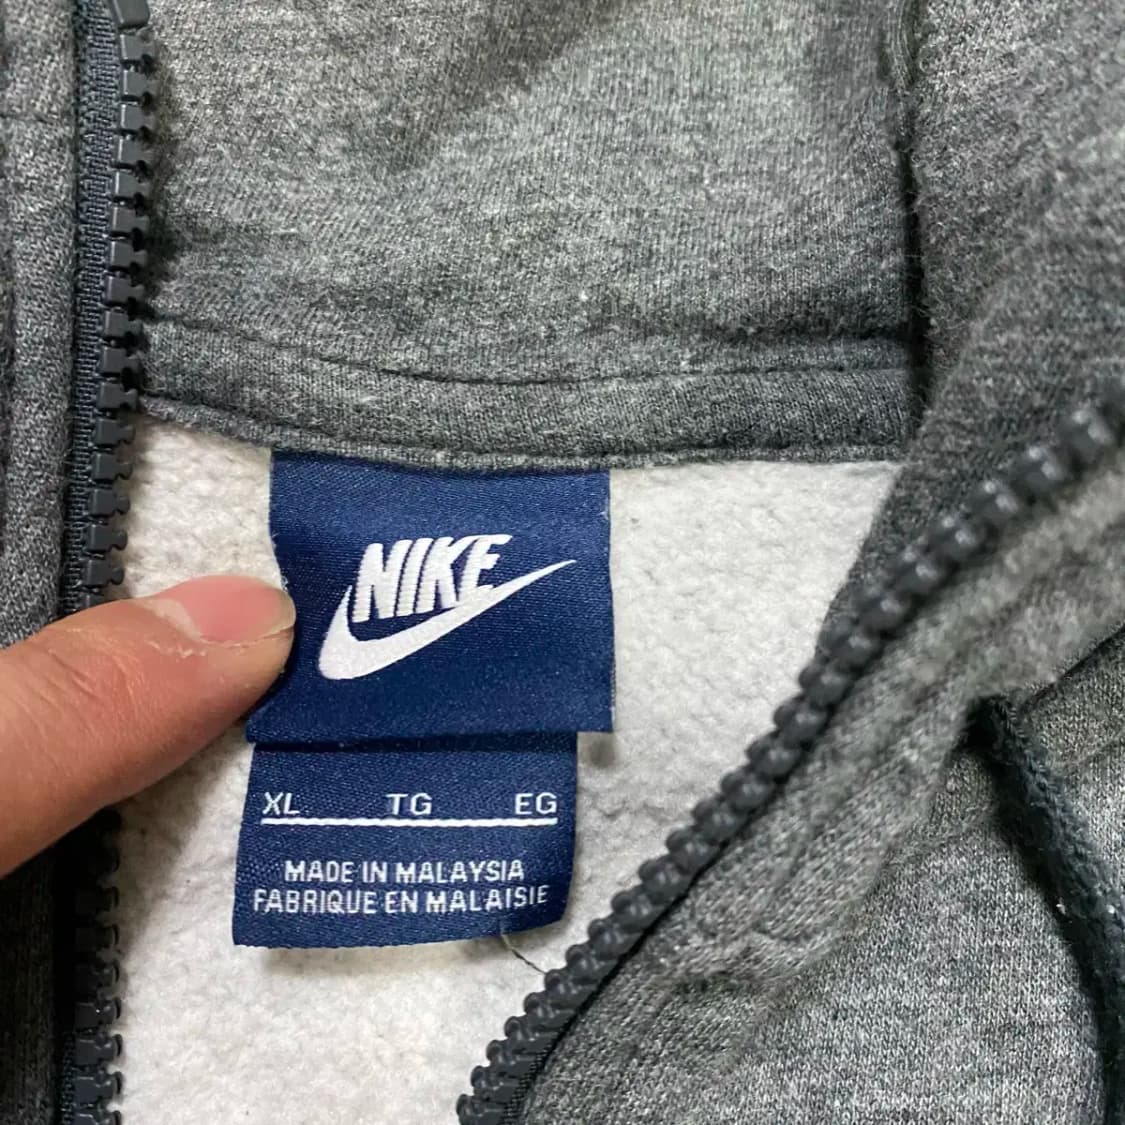 NIKE
XL TG EG
MADE IN MALAYSIA
FABRIQUE EN MALAISIE